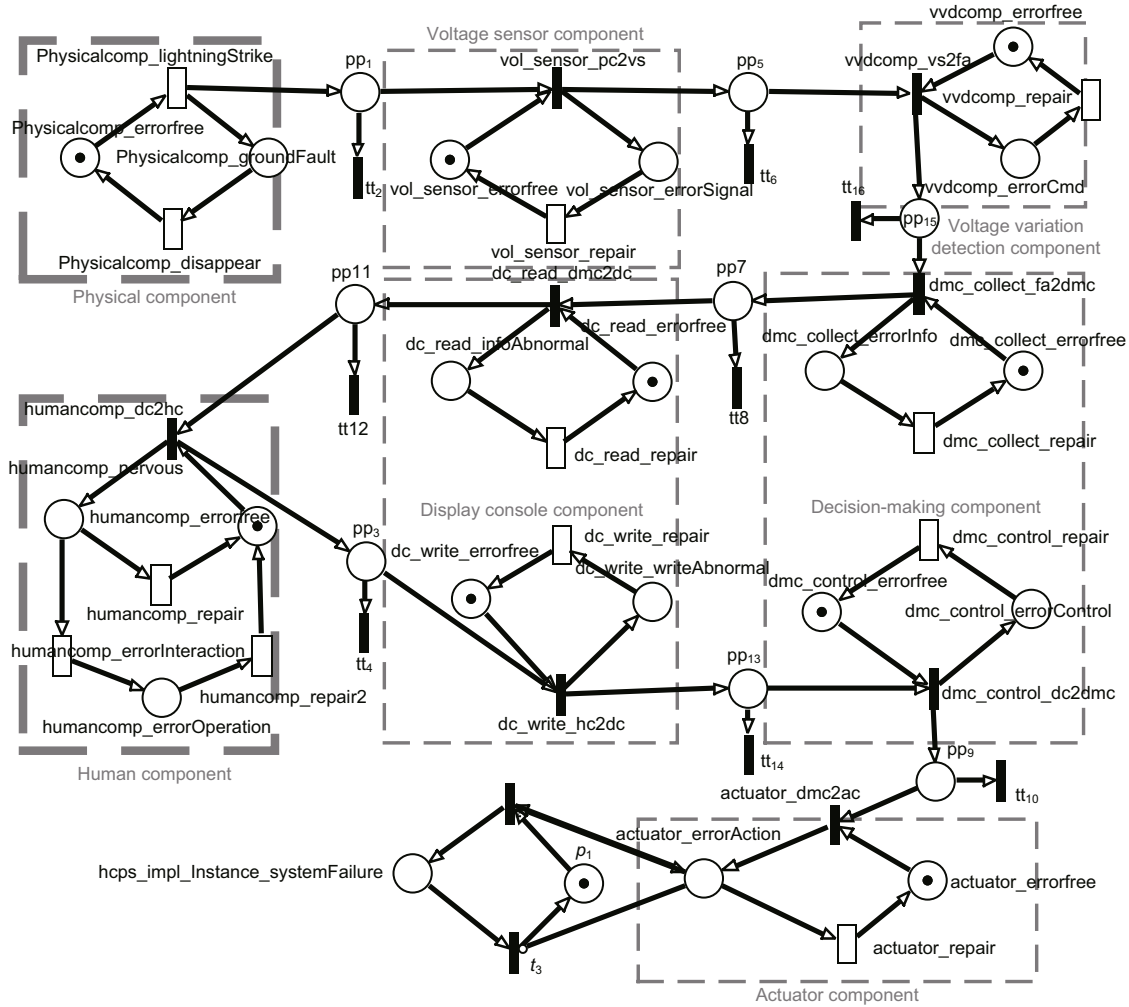 vvdcomp_errorfree
Voltage sensor component
Physicalcomp_lightningStrike
pp1
vol_sensor_pc2vs
pp5
vvdcomp_vs2fa
vvdcomp_repair
Physicalcomp_errorfree
Physicalcomp_groundFault
tt2
vol_sensor_errorfree
vol_sensor_errorSignal
tt6
tt16
vvdcomp_errorCmd
pp15
Voltage variation
detection component
vol_sensor_repair
Physicalcomp_disappear
Physical component
pp11
dc_read_dmc2dc
pp7
dmc_collect_fa2dmc
dc_read_errorfree
dc_read_infoAbnormal
dmc_collect_errorInfo
dmc_collect_errorfree
humancomp_dc2hc
tt12
tt8
dmc_collect_repair
dc_read_repair
humancomp_nervous
humancomp_errorfree
Display console component
Decision-making component
pp3
dc_write_errorfree
dc_write_repair
dmc_control_repair
dc_write_writeAbnormal
dmc_control_errorfree
humancomp_repair
dmc_control_errorControl
humancomp_errorInteraction
tt4
pp13
humancomp_repair2
dmc_control_dc2dmc
humancomp_errorOperation
dc_write_hc2dc
pp9
tt14
Human component
actuator_dmc2ac
tt10
actuator_errorAction
p1
hcps_impl_Instance_systemFailure
actuator_errorfree
t3
actuator_repair
Actuator component